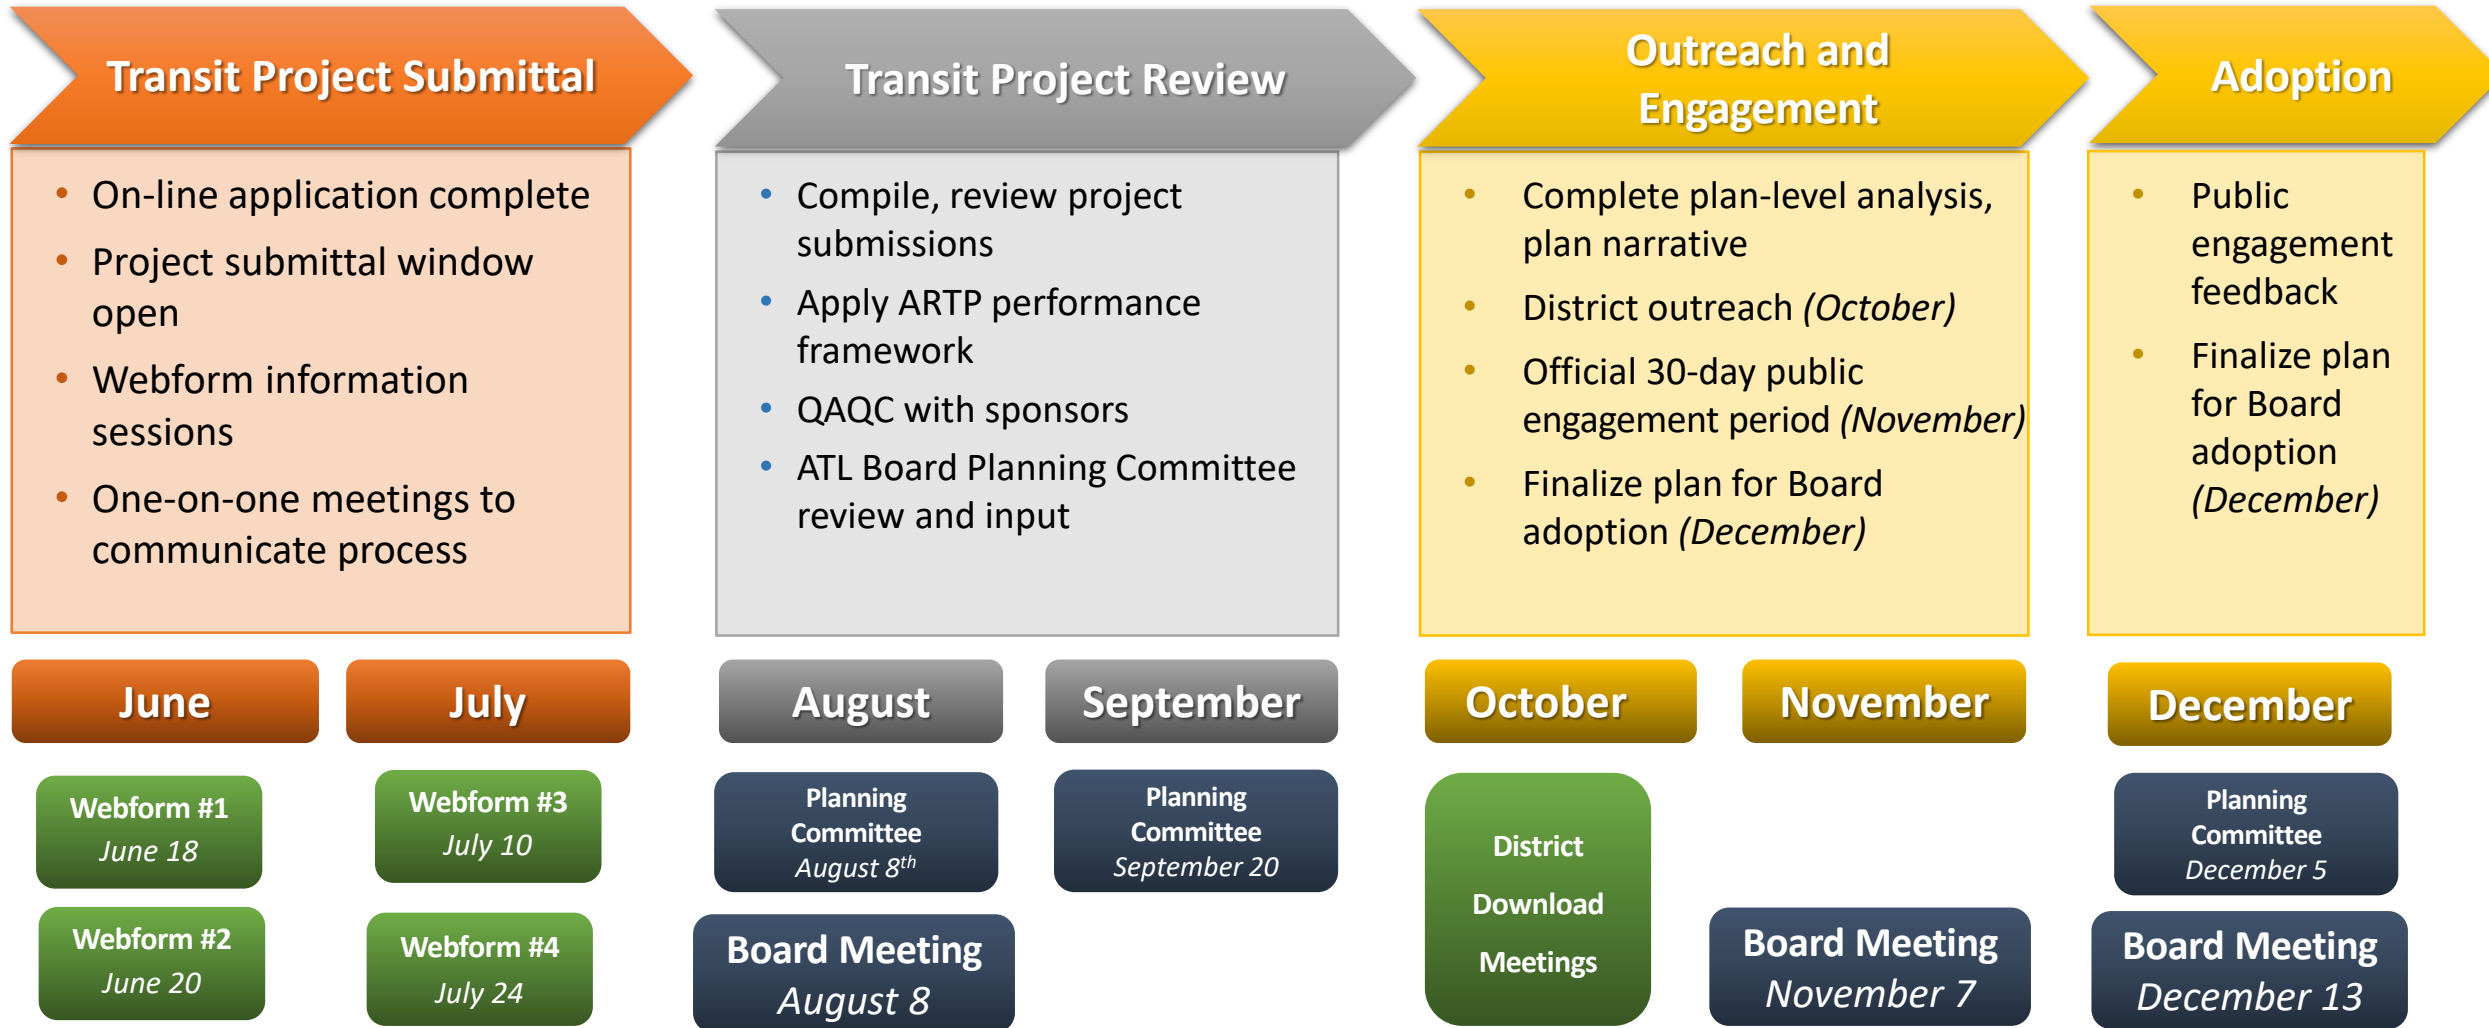 Transit Project Submittal
Transit Project Review
Outreach and
Engagement
Adoption
• On-line application complete
• Project submittal window
open
• Webform information
sessions
• One-on-one meetings to
communicate process
• Compile, review project
submissions
• Apply ARTP performance
framework
• QAQC with sponsors
• ATL Board Planning Committee
review and input
• Complete plan-level analysis,
plan narrative
• District outreach (October)
• Official 30-day public
engagement period (November)
• Finalize plan for Board
adoption (December)
• Public
engagement
feedback
• Finalize plan
for Board
adoption
(December)
June
July
August
September
October
November
December
Webform #1
June 18
Webform #2
June 20
Webform #3
July 10
Webform #4
July 24
Planning
Committee
August 8th
Board Meeting
August 8
Planning
Committee
September 20
District
Download
Meetings
Board Meeting
November 7
Planning
Committee
December 5
Board Meeting
December 13